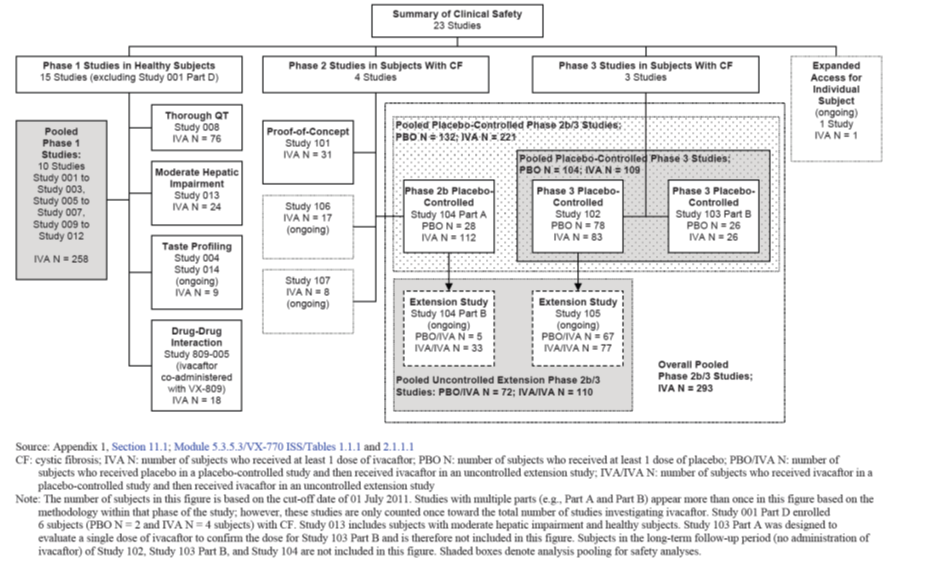 Summary of Clinical Safety
23 Studies
Phase 1 Studies in Healthy Subjects
15 Studies (excluding Study 001 Part D)
Phase 2 Studies in Subjects With CF
4 Studies
Phase 3 Studies in Subjects With CF
3 Studies
Expanded
Access for
Individual
Subject
(ongoing)
1 Study
IVA N = 1
Pooled
Phase 1
Studies:
10 Studies
Study 001 to
Study 003,
Study 005 to
Study 007,
Study 009 to
Study 012
IVA N = 258
Thorough QT
Study 008
IVA N = 76
Moderate Hepatic
Impairment
Study 013
IVA N = 24
Taste Profiling
Study 004
Study 014
(ongoing)
IVA N = 9
Drug-Drug
Interaction
Study 809-005
(ivacaftor
co-administered
with VX-809)
IVA N = 18
Proof-of-Concept
Study 101
IVA N = 31
Study 106
IVA N = 17
(ongoing)
Study 107
IVA N = 8
(ongoing)
Pooled Placebo-Controlled Phase 2b/3 Studies;
PBO N = 132; IVA N = 221
Pooled Placebo-Controlled Phase 3 Studies;
PBO N = 104; IVA N = 109
Phase 2b Placebo-
Controlled
Study 104 Part A
PBO N = 28
IVA N = 112
Phase 3 Placebo-
Controlled
Study 102
PBO N = 78
IVA N = 83
Phase 3 Placebo-
Controlled
Study 103 Part B
PBO N = 26
IVA N = 26
Extension Study
Study 104 Part B
(ongoing)
PBO/IVA N = 5
IVA/IVA N = 33
Extension Study
Study 105
(ongoing)
PBO/IVA N = 67
IVA/IVA N = 77
Pooled Uncontrolled Extension Phase 2b/3
Studies: PBO/IVA N = 72; IVA/IVA N = 110
Overall Pooled
Phase 2b/3 Studies;
IVA N = 293
Source: Appendix 1, Section 11.1; Module 5.3.5.3/VX-770 ISS/Tables 1.1.1 and 2.1.1.1
CF: cystic fibrosis; IVA N: number of subjects who received at least 1 dose of ivacaftor; PBO N: number of subjects who received at least 1 dose of placebo; PBO/IVA N: number of
subjects who received placebo in a placebo-controlled study and then received ivacaftor in an uncontrolled extension study; IVA/IVA N: number of subjects who received ivacaftor in a
placebo-controlled study and then received ivacaftor in an uncontrolled extension study
Note: The number of subjects in this figure is based on the cut-off date of 01 July 2011. Studies with multiple parts (e.g., Part A and Part B) appear more than once in this figure based on the
methodology within that phase of the study; however, these studies are only counted once toward the total number of studies investigating ivacaftor. Study 001 Part D enrolled
6 subjects (PBO N = 2 and IVA N = 4 subjects) with CF. Study 013 includes subjects with moderate hepatic impairment and healthy subjects. Study 103 Part A was designed to
evaluate a single dose of ivacaftor to confirm the dose for Study 103 Part B and is therefore not included in this figure. Subjects in the long-term follow-up period (no administration of
ivacaftor) of Study 102, Study 103 Part B, and Study 104 are not included in this figure. Shaded boxes denote analysis pooling for safety analyses.